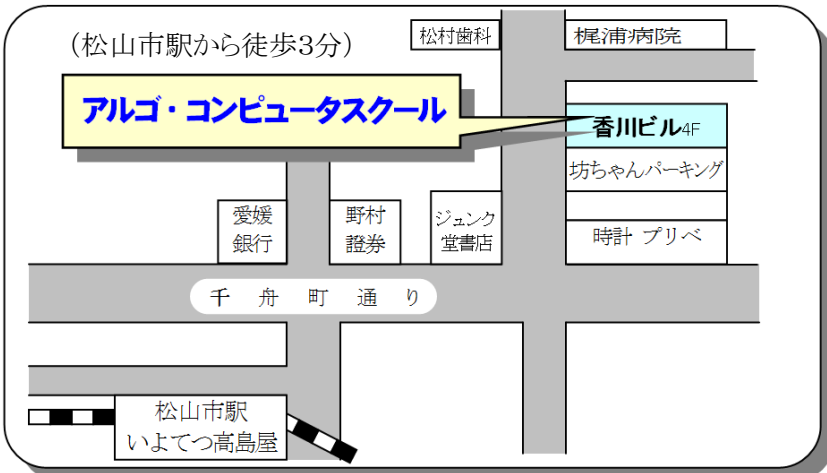 (松山市駅から徒歩3分)
松村歯科
梶浦病院
アルゴ・コンピュータスクール
香川ビル4F
坊ちゃんパーキング
愛媛
銀行
野村
證券
ジュンク
堂書店
時計 プリベ
千舟町通り
松山市駅
いよてつ高島屋